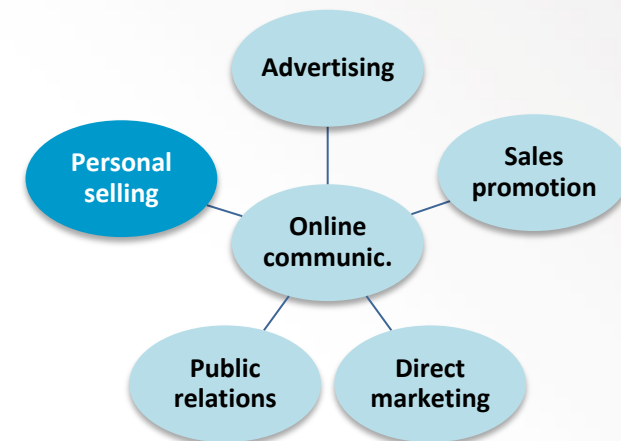 Advertising
Personal
selling
Sales
promotion
Online
communic.
Public
relations
Direct
marketing